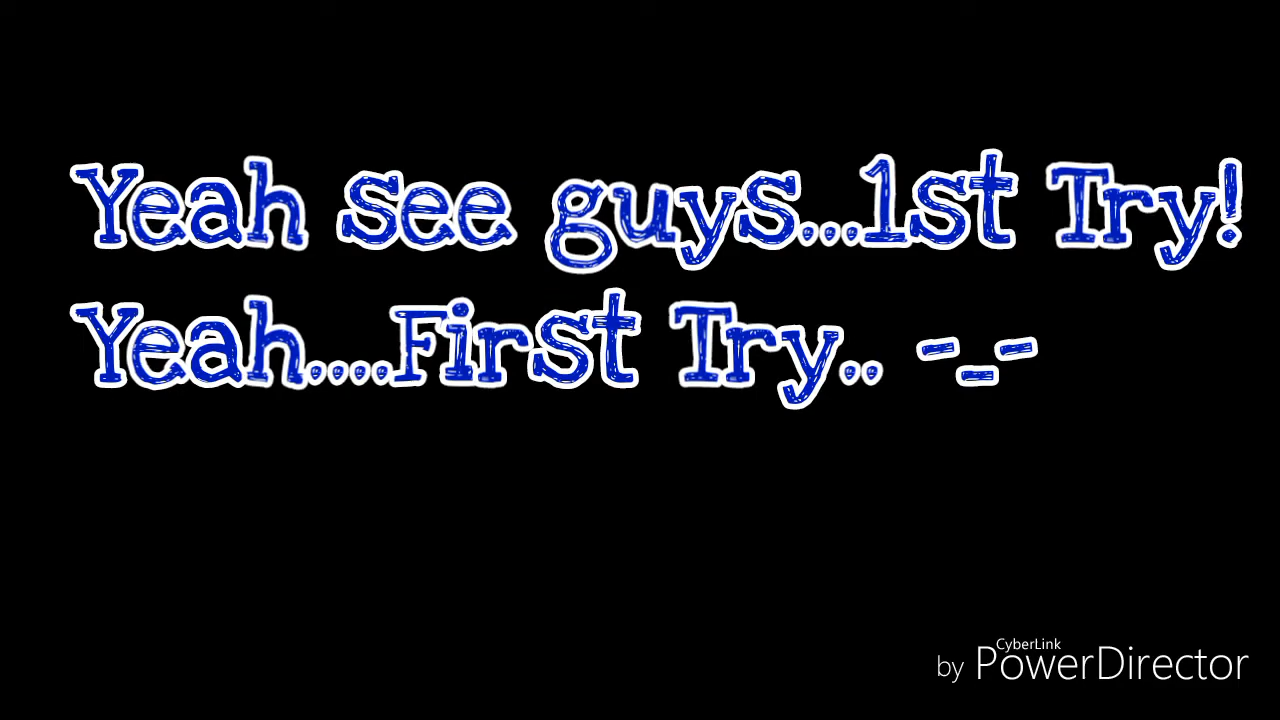 Yeah see guys...1st Try!
Yeah....First Try.. -_-
CyberLink
by PowerDirector